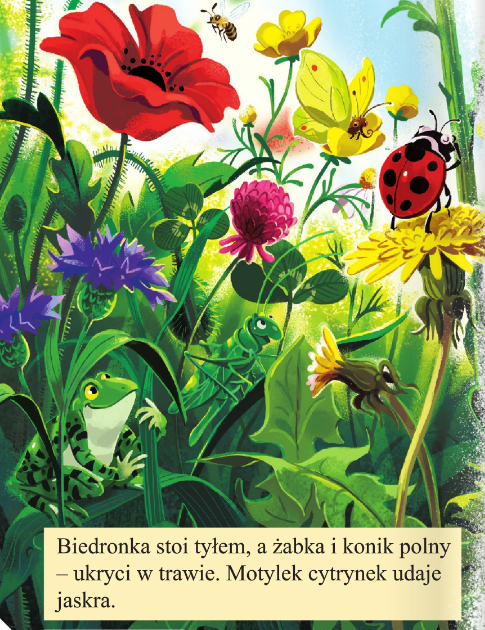 Biedronka stoi tyłem, a żabka i konik polny
– ukryci w trawie. Motylek cytrynek udaje
jaskra.